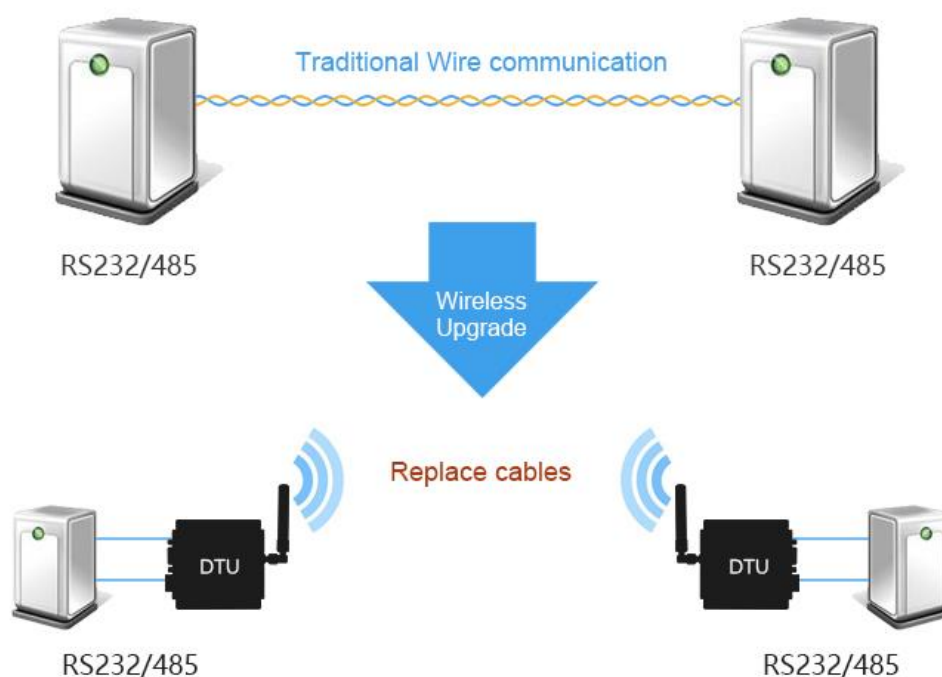 Traditional Wire communication
RS232/485
RS232/485
Wireless
Upgrade
Replace cables
DTU
DTU
RS232/485
RS232/485